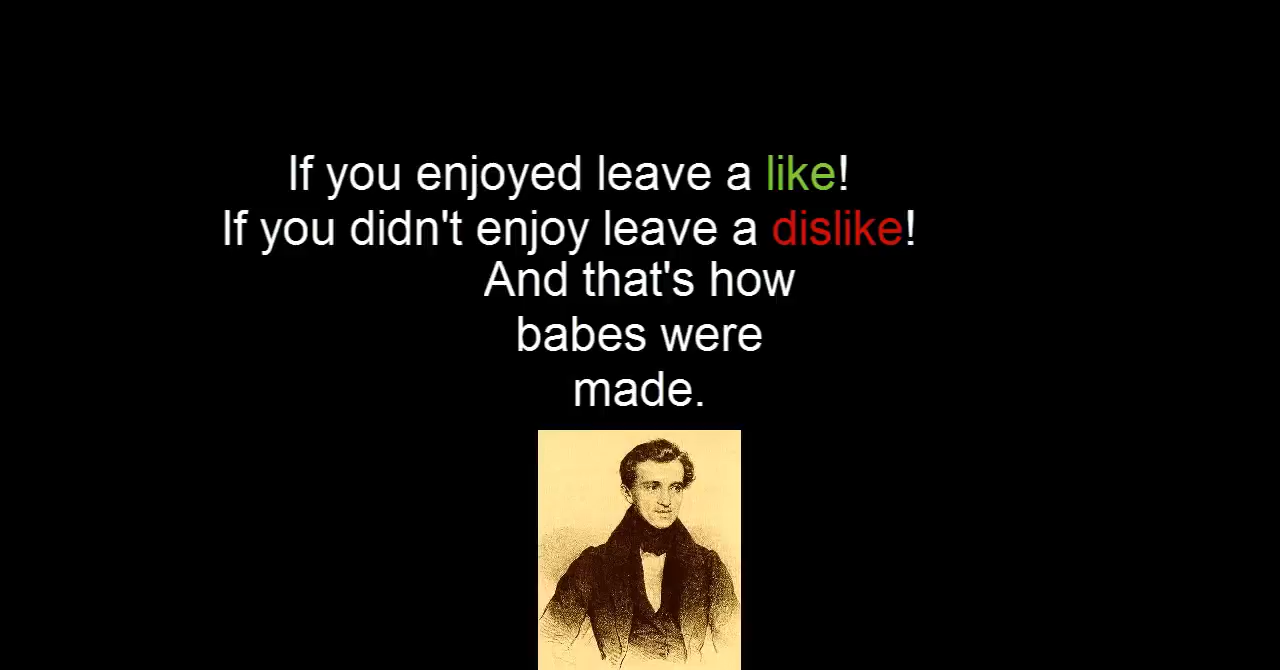 If you enjoyed leave a like!
If you didn't enjoy leave a dislike!
And that's how
babes were
made.